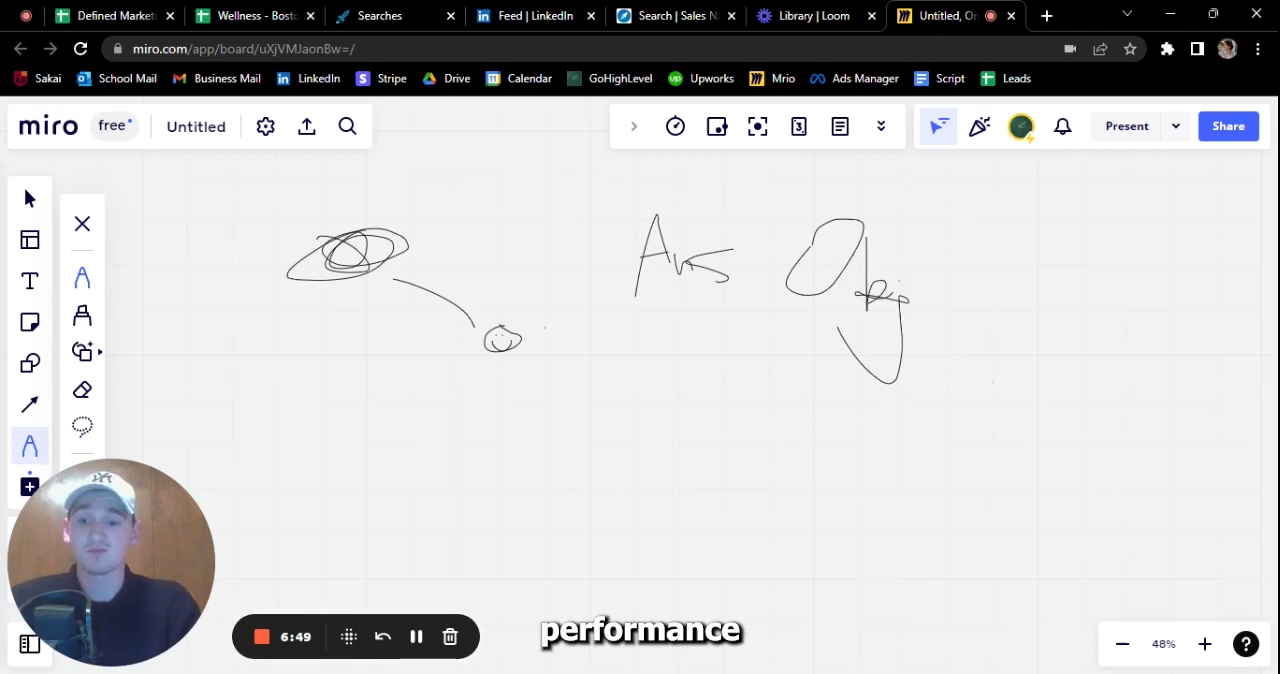 Defined Market
Wellness - Bosto
Searches
Feed | LinkedIn
Search | Sales N
Library | Loom
Untitled, O
miro.com/app/board/uXjVMJaonBw=/
Sakai
School Mail
Business Mail
LinkedIn
Stripe
Drive
Calendar
GoHighLevel
Upworks
Mrio
Ads Manager
Script
Leads
miro
free
Untitled
Present
Share
Obj
6:49
performance
48%